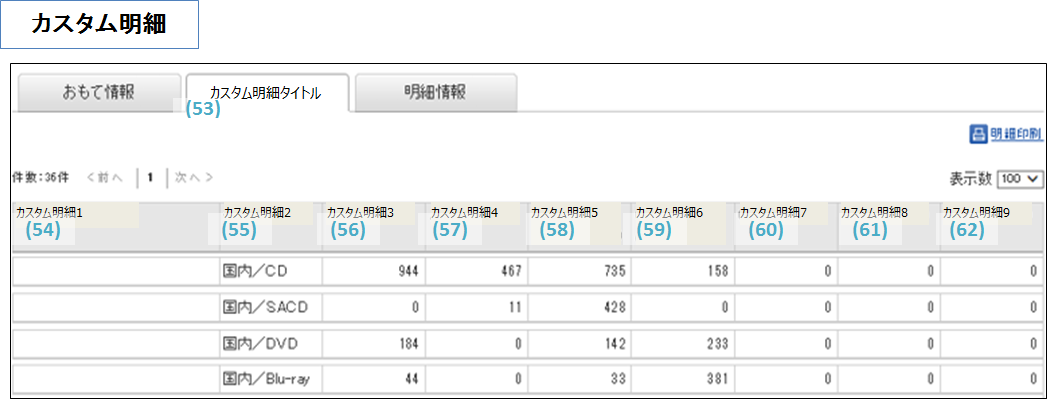 カスタム明細
おもて情報 カスタム明細タイトル 明細情報
(53)
明細印刷
件数:36件 <前へ 1 次へ> 表示数 100
カスタム明細1 カスタム明細2 カスタム明細3 カスタム明細4 カスタム明細5 カスタム明細6 カスタム明細7 カスタム明細8 カスタム明細9
(54) (55) (56) (57) (58) (59) (60) (61) (62)
国内/CD 944 467 735 158 0 0 0
国内/SACD 0 11 428 0 0 0 0
国内/DVD 184 0 142 233 0 0 0
国内/Blu-ray 44 0 33 381 0 0 0